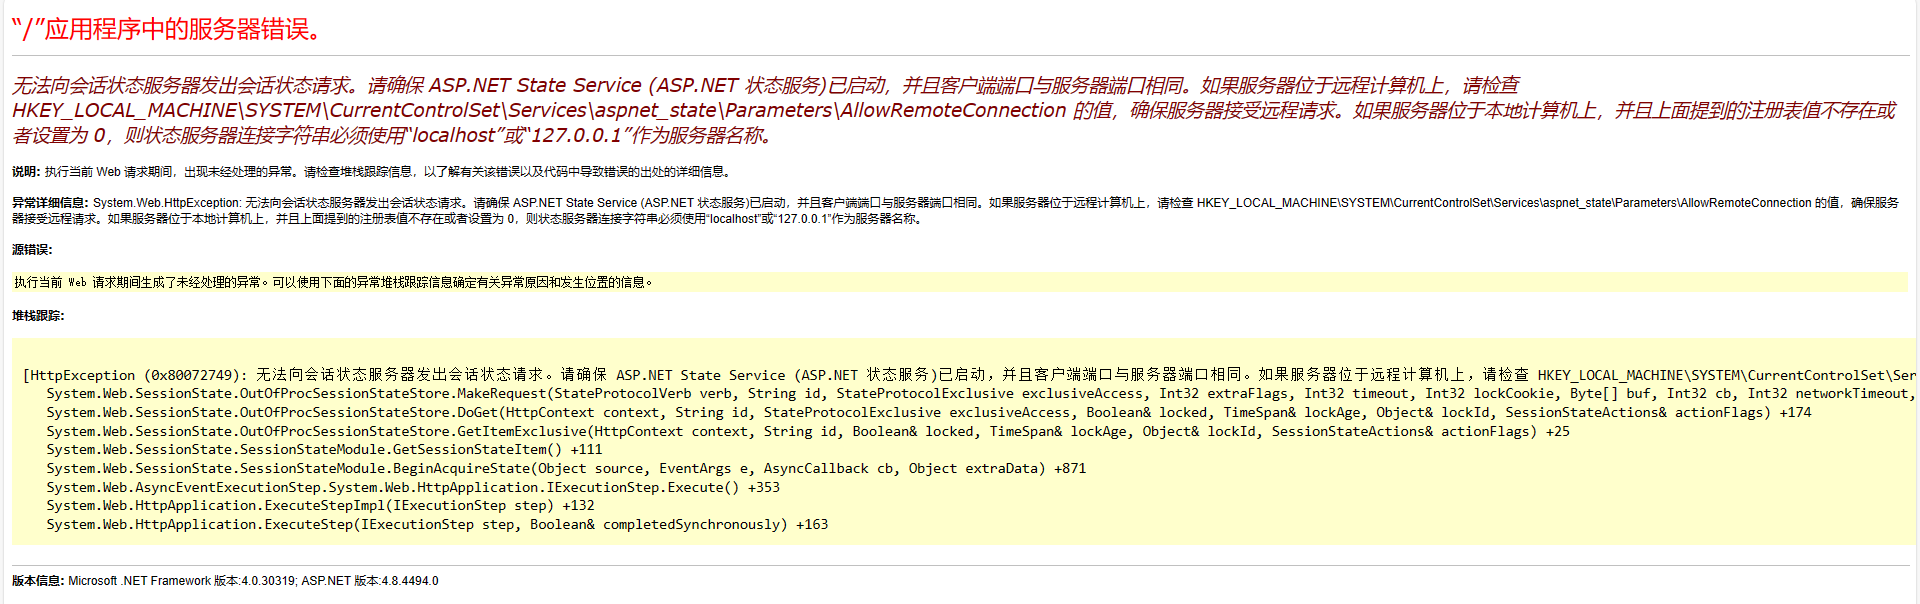 “/”应用程序中的服务器错误。
无法向会话状态服务器发出会话状态请求。请确保 ASP.NET State Service (ASP.NET 状态服务)已启动，并且客户端端口与服务器端口相同。如果服务器位于远程计算机上，请检查
HKEY_LOCAL_MACHINE\SYSTEM\CurrentControlSet\Services\aspnet_state\Parameters\AllowRemoteConnection 的值，确保服务器接受远程请求。如果服务器位于本地计算机上，并且上面提到的注册表值不存在或
者设置为 0，则状态服务器连接字符串必须使用“localhost”或“127.0.0.1”作为服务器名称。
说明: 执行当前 Web 请求期间，出现未经处理的异常。请检查堆栈跟踪信息，以了解有关该错误以及代码中导致错误的出处的详细信息。
异常详细信息: System.Web.HttpException: 无法向会话状态服务器发出会话状态请求。请确保 ASP.NET State Service (ASP.NET 状态服务)已启动，并且客户端端口与服务器端口相同。如果服务器位于远程计算机上，请检查 HKEY_LOCAL_MACHINE\SYSTEM\CurrentControlSet\Services\aspnet_state\Parameters\AllowRemoteConnection 的值，确保服务
器接受远程请求。如果服务器位于本地计算机上，并且上面提到的注册表值不存在或者设置为 0，则状态服务器连接字符串必须使用“localhost”或“127.0.0.1”作为服务器名称。
源错误:
执行当前 Web 请求期间生成了未经处理的异常。可以使用下面的异常堆栈跟踪信息确定有关异常原因和发生位置的信息。
堆栈跟踪:
[HttpException (0x80072749): 无法向会话状态服务器发出会话状态请求。请确保 ASP.NET State Service (ASP.NET 状态服务)已启动，并且客户端端口与服务器端口相同。如果服务器位于远程计算机上，请检查 HKEY_LOCAL_MACHINE\SYSTEM\CurrentControlSet\Ser
System.Web.SessionState.OutOfProcSessionStateStore.MakeRequest(StateProtocolVerb verb, String id, StateProtocolExclusive exclusiveAccess, Int32 extraFlags, Int32 timeout, Int32 lockCookie, Byte[] buf, Int32 cb, Int32 networkTimeout,
System.Web.SessionState.OutOfProcSessionStateStore.DoGet(HttpContext context, String id, StateProtocolExclusive exclusiveAccess, Boolean& locked, TimeSpan& lockAge, Object& lockId, SessionStateActions& actionFlags) +174
System.Web.SessionState.OutOfProcSessionStateStore.GetItemExclusive(HttpContext context, String id, Boolean& locked, TimeSpan& lockAge, Object& lockId, SessionStateActions& actionFlags) +25
System.Web.SessionState.SessionStateModule.GetSessionStateItem() +111
System.Web.SessionState.SessionStateModule.BeginAcquireState(Object source, EventArgs e, AsyncCallback cb, Object extraData) +871
System.Web.AsyncEventExecutionStep.System.Web.HttpApplication.IExecutionStep.Execute() +353
System.Web.HttpApplication.ExecuteStepImpl(IExecutionStep step) +132
System.Web.HttpApplication.ExecuteStep(IExecutionStep step, Boolean& completedSynchronously) +163
版本信息: Microsoft .NET Framework 版本:4.0.30319; ASP.NET 版本:4.8.4494.0